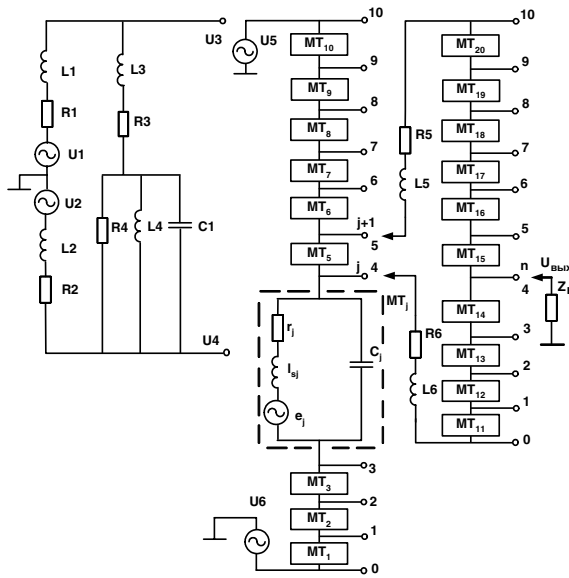 U3
L1
R1
U1
U2
L2
R2
L3
R3
R4
L4
C1
U4
U5
10
MT10
9
MT9
8
MT8
7
MT7
6
MT6
j+1
5
MT5
j 4
MTj
rj
lsj
ej
Cj
3
MT3
2
MT2
1
MT1
0
U6
R5
L5
R6
L6
10
MT20
9
MT19
8
MT18
7
MT17
6
MT16
5
MT15
n
4
Uвых
MT14
3
MT13
2
MT12
1
MT11
0